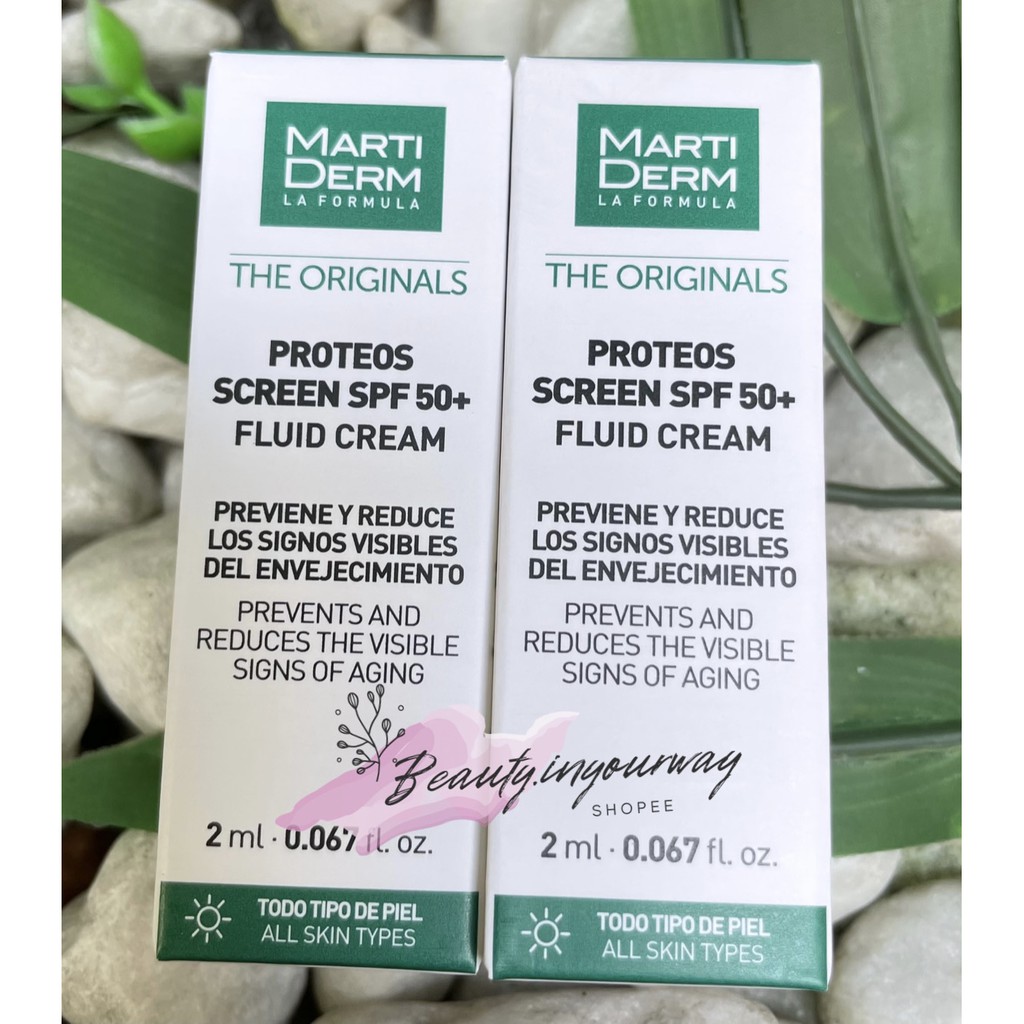 MARTI
DERM
LA FORMULA
THE ORIGINALS
PROTEOS
SCREEN SPF 50+
FLUID CREAM
PREVIENE Y REDUCE
LOS SIGNOS VISIBLES
DEL ENVEJECIMIENTO
PREVENTS AND
REDUCES THE VISIBLE
SIGNS OF AGING
2 ml · 0.067 fl. oz.
TODO TIPO DE PIEL
ALL SKIN TYPES
MARTI
DERM
LA FORMULA
THE ORIGINALS
PROTEOS
SCREEN SPF 50+
FLUID CREAM
PREVIENE Y REDUCE
LOS SIGNOS VISIBLES
DEL ENVEJECIMIENTO
PREVENTS AND
REDUCES THE VISIBLE
SIGNS OF AGING
2 ml · 0.067 fl. oz.
TODO TIPO DE PIEL
ALL SKIN TYPES
Beauty.inyourway
SHOPEE